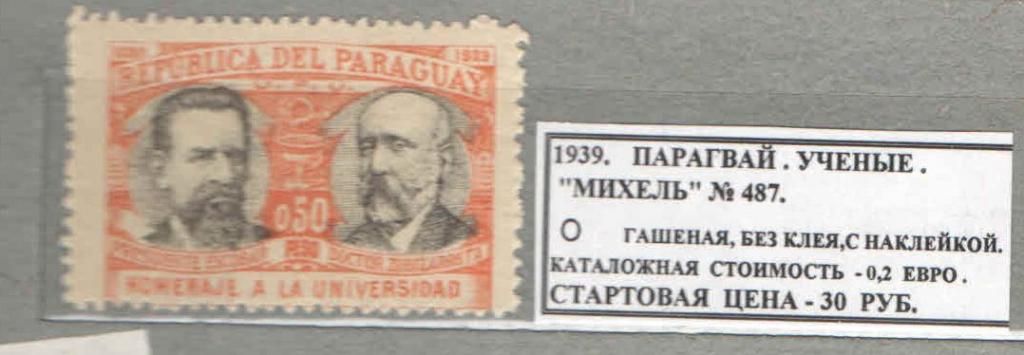 1939
REPUBLICA DEL PARAGUAY
U.P.U.
0.50
HOMENAJE A LA UNIVERSIDAD
1939. ПАРАГВАЙ. УЧЕНЫЕ.
"МИХЕЛЬ" № 487.
О ГАШЕНАЯ, БЕЗ КЛЕЯ,С НАКЛЕЙКОЙ.
КАТАЛОЖНАЯ СТОИМОСТЬ -0,2 ЕВРО.
СТАРТОВАЯ ЦЕНА - 30 РУБ.